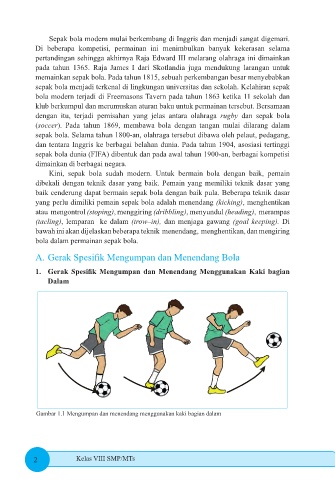 Sepak bola modern mulai berkembang di Inggris dan menjadi sangat digemari.
Di beberapa kompetisi, permainan ini menimbulkan banyak kekerasan selama
pertandingan sehingga akhirnya Raja Edward III melarang olahraga ini dimainkan
pada tahun 1365. Raja James I dari Skotlandia juga mendukung larangan untuk
memainkan sepak bola. Pada tahun 1815, sebuah perkembangan besar menyebabkan
sepak bola menjadi terkenal di lingkungan universitas dan sekolah. Kelahiran sepak
bola modern terjadi di Freemasons Tavern pada tahun 1863 ketika 11 sekolah dan
klub berkumpul dan merumuskan aturan baku untuk permainan tersebut. Bersamaan
dengan itu, terjadi pemisahan yang jelas antara olahraga rugby dan sepak bola
(soccer). Pada tahun 1869, membawa bola dengan tangan mulai dilarang dalam
sepak bola. Selama tahun 1800-an, olahraga tersebut dibawa oleh pelaut, pedagang,
dan tentara Inggris ke berbagai belahan dunia. Pada tahun 1904, asosiasi tertinggi
sepak bola dunia (FIFA) dibentuk dan pada awal tahun 1900-an, berbagai kompetisi
dimainkan di berbagai negara.
Kini, sepak bola sudah modern. Untuk bermain bola dengan baik, pemain
dibekali dengan teknik dasar yang baik. Pemain yang memiliki teknik dasar yang
baik cenderung dapat bermain sepak bola dengan baik pula. Beberapa teknik dasar
yang perlu dimiliki pemain sepak bola adalah menendang (kicking), menghentikan
atau mengontrol (stoping), menggiring (dribbling), menyundul (heading), merampas
(tacling), lemparan ke dalam (trow–in). dan menjaga gawang (goal keeping). Di
bawah ini akan dijelaskan beberapa teknik menendang, menghentikan, dan mengiring
bola dalam permainan sepak bola.
A. Gerak Spesifik Mengumpan dan Menendang Bola
1. Gerak Spesifik Mengumpan dan Menendang Menggunakan Kaki bagian
Dalam
Gambar 1.1 Mengumpan dan menendang menggunakan kaki bagian dalam
2 Kelas VIII SMP/MTs